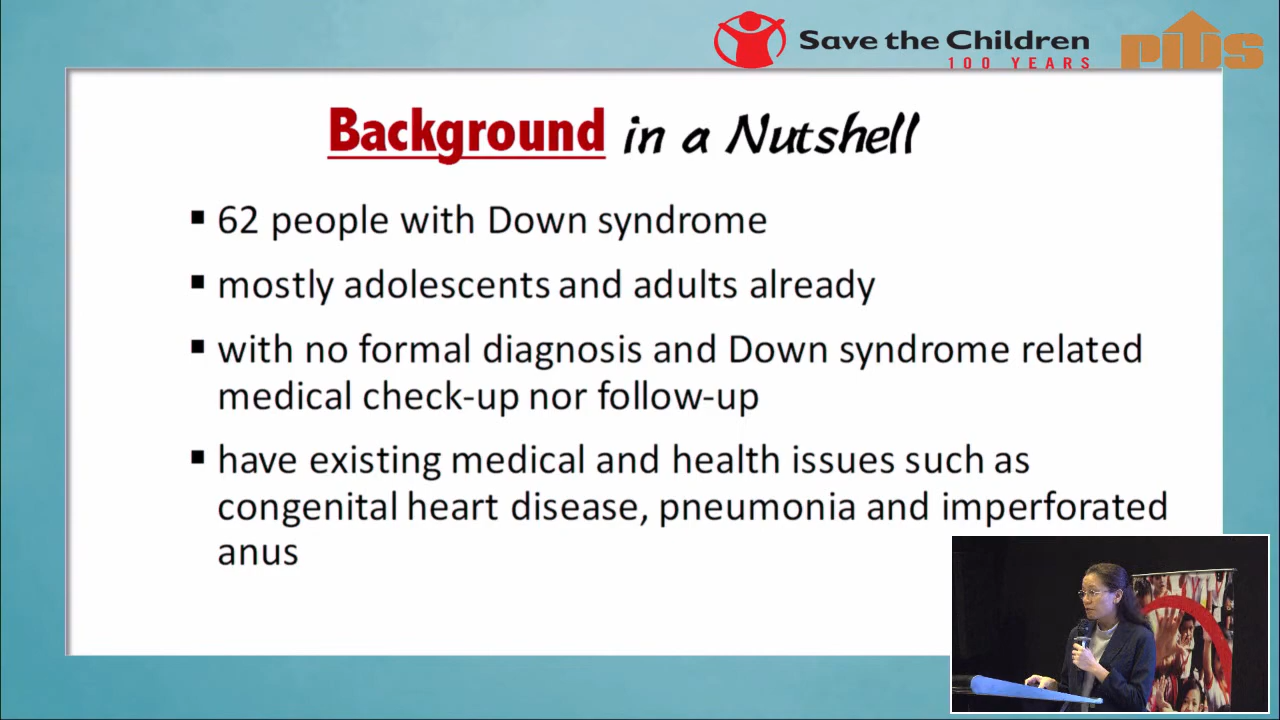 Save the Children
100 YEARS
PIDS
Background in a Nutshell
▪ 62 people with Down syndrome
▪ mostly adolescents and adults already
▪ with no formal diagnosis and Down syndrome related
medical check-up nor follow-up
▪ have existing medical and health issues such as
congenital heart disease, pneumonia and imperforated
anus